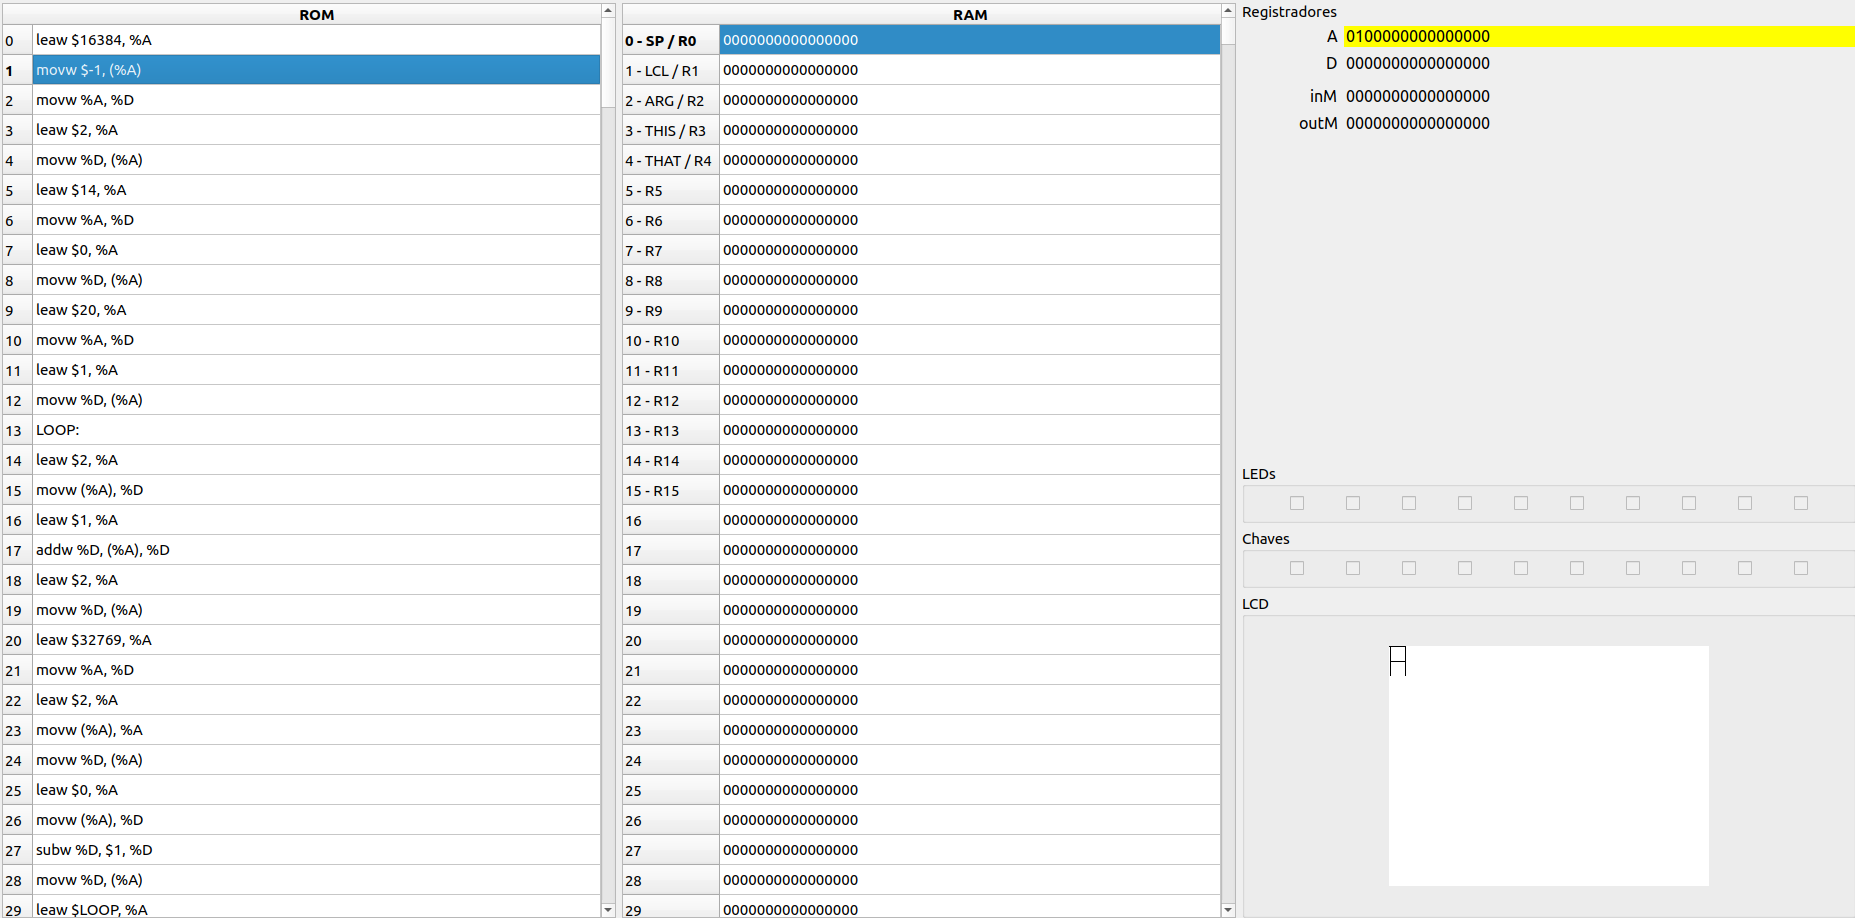 ROM
0 leaw $16384, %A
1 movw $-1, (%A)
2 movw %A, %D
3 leaw $2, %A
4 movw %D, (%A)
5 leaw $14, %A
6 movw %A, %D
7 leaw $0, %A
8 movw %D, (%A)
9 leaw $20, %A
10 movw %A, %D
11 leaw $1, %A
12 movw %D, (%A)
13 LOOP:
14 leaw $2, %A
15 movw (%A), %D
16 leaw $1, %A
17 addw %D, (%A), %D
18 leaw $2, %A
19 movw %D, (%A)
20 leaw $32769, %A
21 movw %A, %D
22 leaw $2, %A
23 movw (%A), %A
24 movw %D, (%A)
25 leaw $0, %A
26 movw (%A), %D
27 subw %D, $1, %D
28 movw %D, (%A)
29 leaw $LOOP, %A
RAM
0 - SP / R0 0000000000000000
1 - LCL / R1 0000000000000000
2 - ARG / R2 0000000000000000
3 - THIS / R3 0000000000000000
4 - THAT / R4 0000000000000000
5 - R5 0000000000000000
6 - R6 0000000000000000
7 - R7 0000000000000000
8 - R8 0000000000000000
9 - R9 0000000000000000
10 - R10 0000000000000000
11 - R11 0000000000000000
12 - R12 0000000000000000
13 - R13 0000000000000000
14 - R14 0000000000000000
15 - R15 0000000000000000
16 0000000000000000
17 0000000000000000
18 0000000000000000
19 0000000000000000
20 0000000000000000
21 0000000000000000
22 0000000000000000
23 0000000000000000
24 0000000000000000
25 0000000000000000
26 0000000000000000
27 0000000000000000
28 0000000000000000
29 0000000000000000
Registradores
A 0100000000000000
D 0000000000000000
inM 0000000000000000
outM 0000000000000000
LEDs
Chaves
LCD